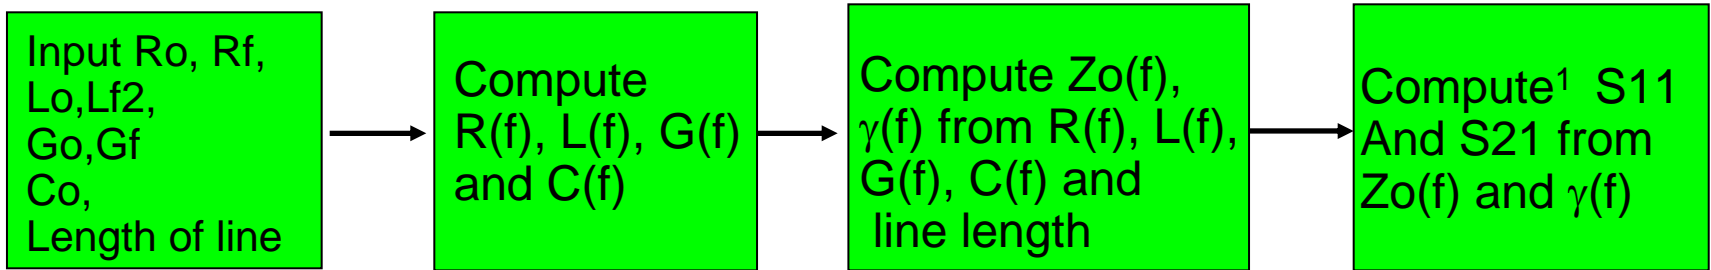 Input Ro, Rf,
Lo,Lf2,
Go,Gf
Co,
Length of line
Compute
R(f), L(f), G(f)
and C(f)
Compute Zo(f),
γ(f) from R(f), L(f),
G(f), C(f) and
line length
Compute¹ S11
And S21 from
Zo(f) and γ(f)